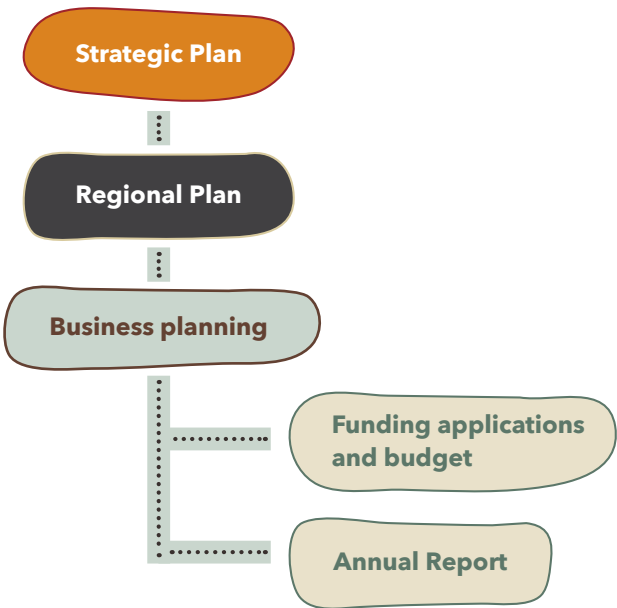 Strategic Plan
Regional Plan
Business planning
Funding applications
and budget
Annual Report